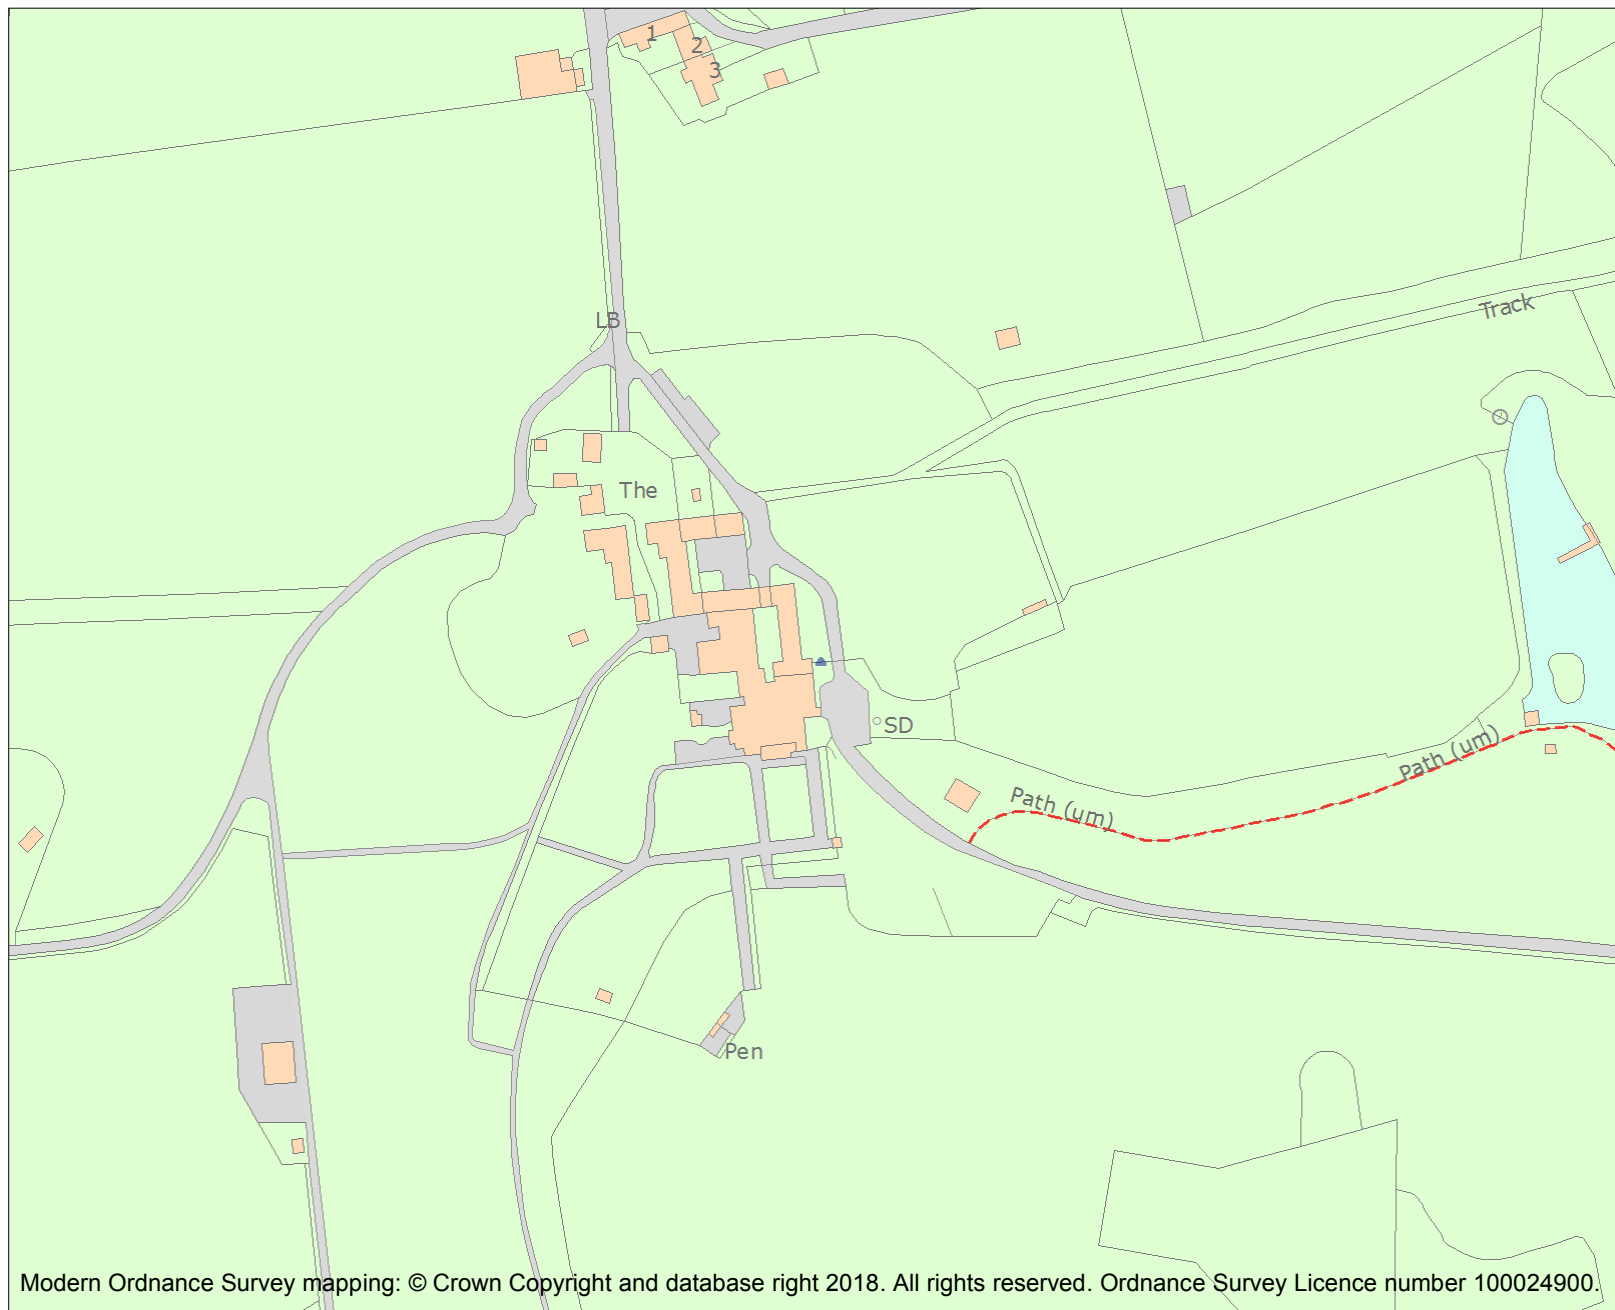 1
2
3
LB
Track
The
SD
Path (um)
Path (um)
Pen
Modern Ordnance Survey mapping: © Crown Copyright and database right 2018. All rights reserved. Ordnance Survey Licence number 100024900.